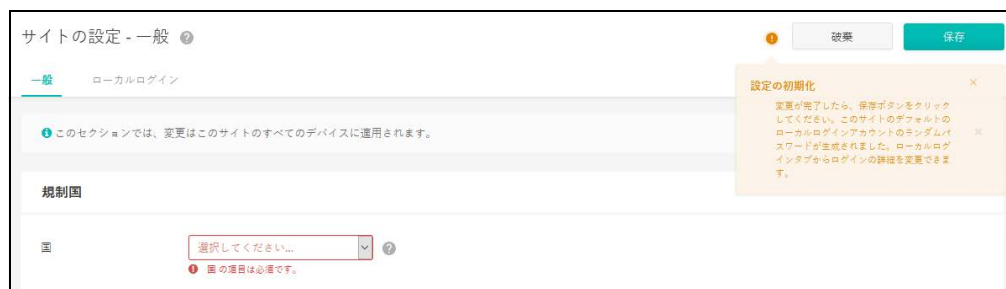 サイトの設定 - 一般
破棄
保存
一般
ローカルログイン
設定の初期化
変更が完了したら、保存ボタンをクリック
してください。このサイトのデフォルトの
ローカルログインアカウントのランダムパ
スワードが生成されました。ローカルログ
インタブからログインの詳細を変更できま
す。
このセクションでは、変更はこのサイトのすべてのデバイスに適用されます。
規制国
国
選択してください...
国 の項目は必須です。